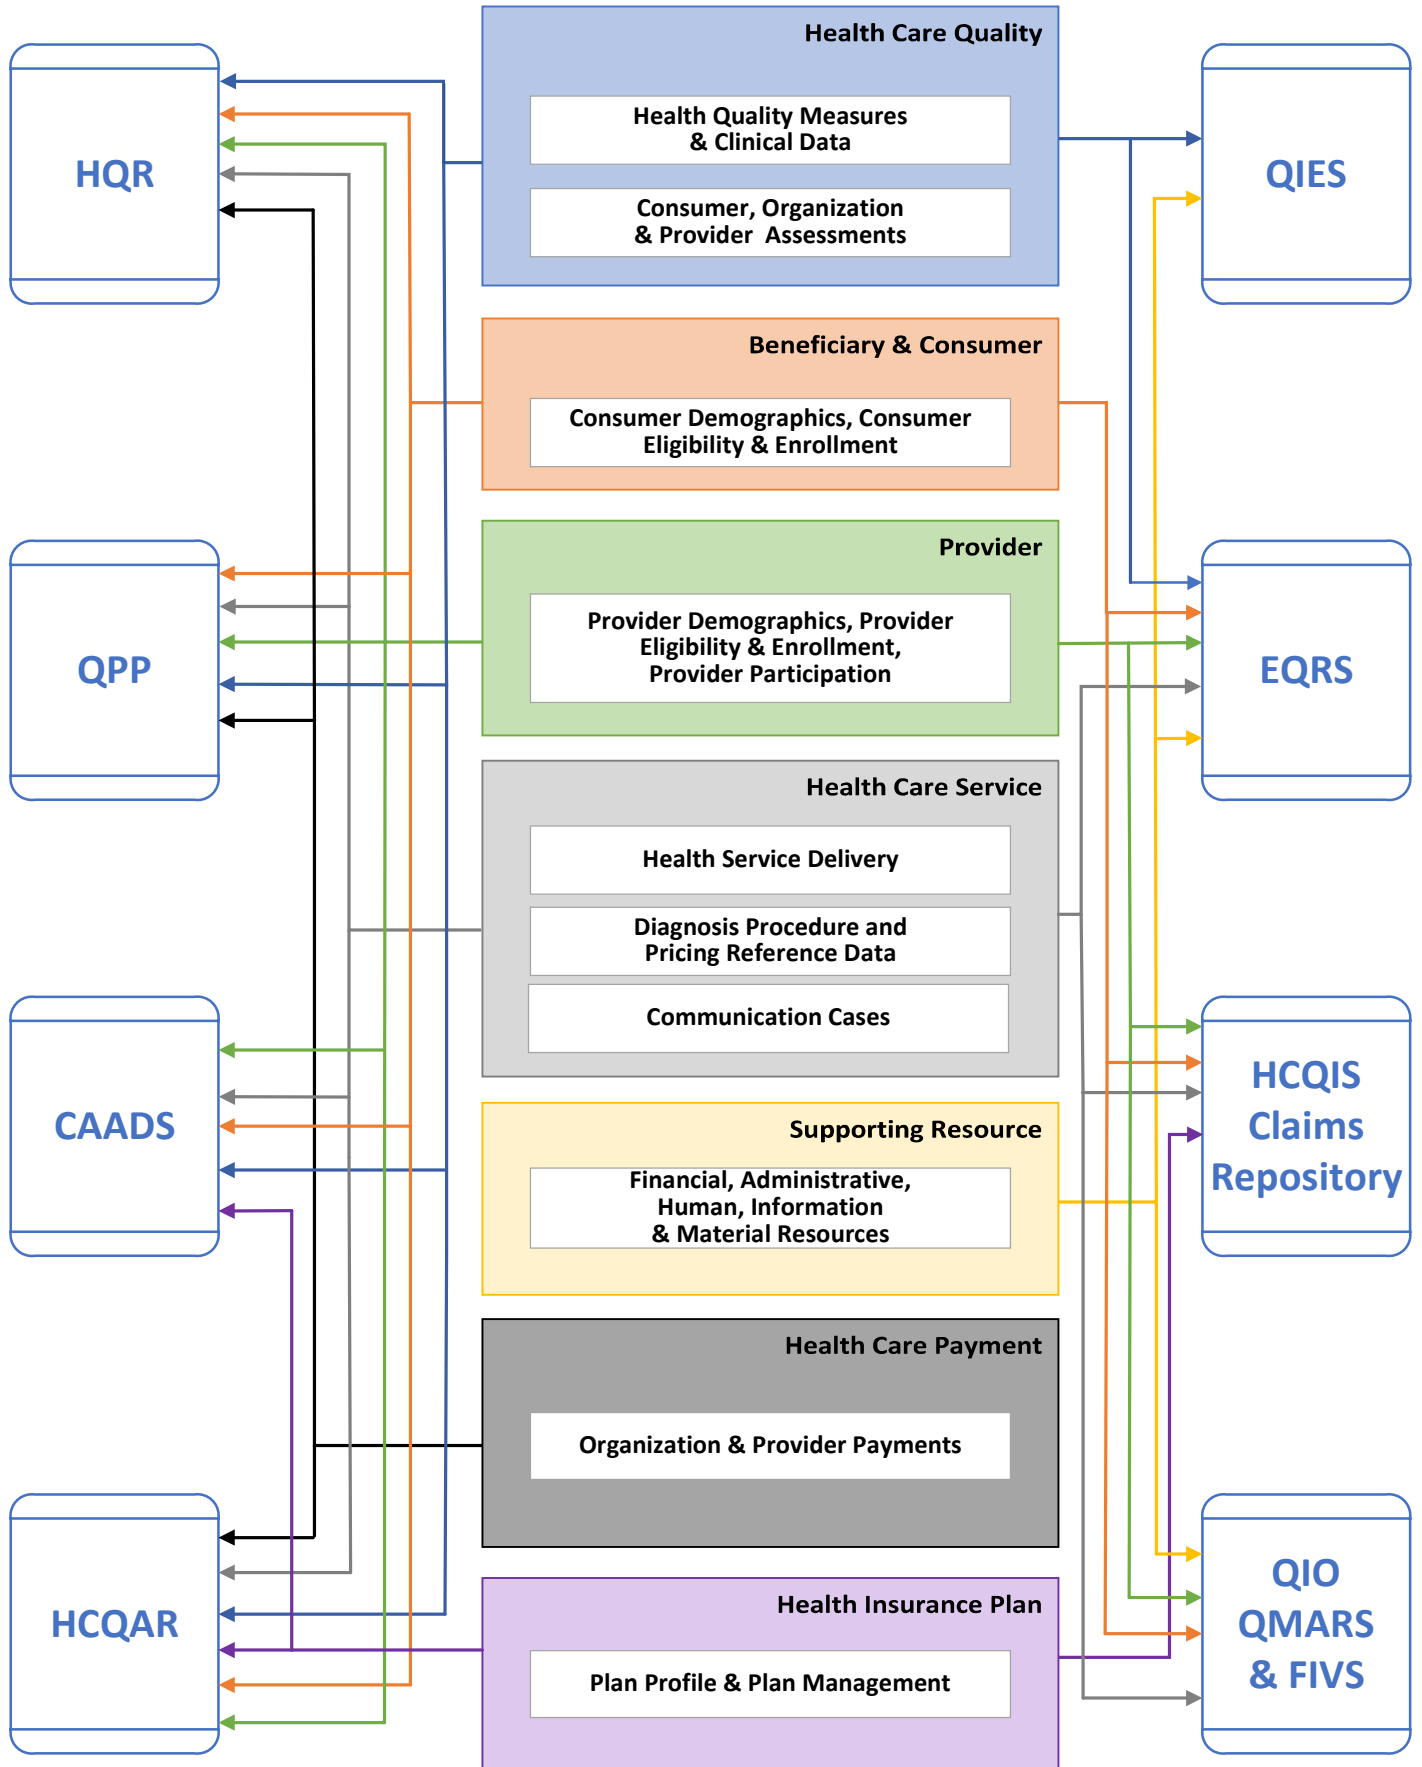 HQR
QPP
CAADS
HCQAR
Health Care Quality
Health Quality Measures
& Clinical Data
Consumer, Organization
& Provider Assessments
Beneficiary & Consumer
Consumer Demographics, Consumer
Eligibility & Enrollment
Provider
Provider Demographics, Provider
Eligibility & Enrollment,
Provider Participation
Health Care Service
Health Service Delivery
Diagnosis Procedure and
Pricing Reference Data
Communication Cases
Supporting Resource
Financial, Administrative,
Human, Information
& Material Resources
Health Care Payment
Organization & Provider Payments
Health Insurance Plan
Plan Profile & Plan Management
QIES
EQRS
HCQIS
Claims
Repository
QIO
QMARS
& FIVS